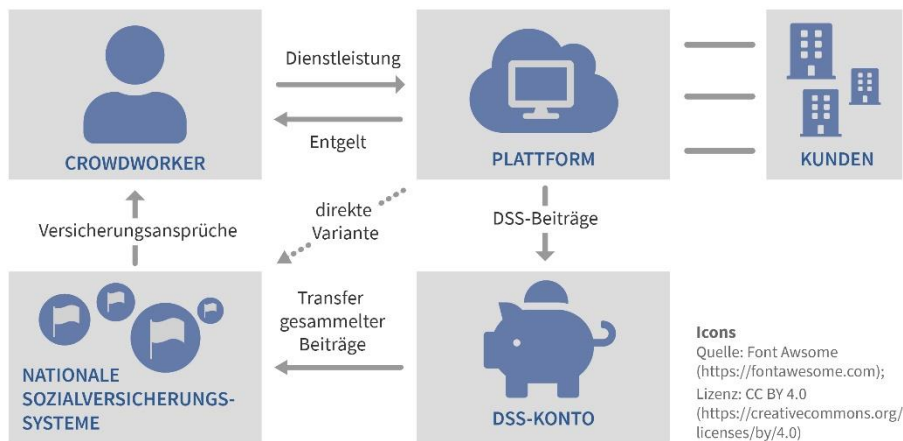 Dienstleistung
Entgelt
CROWDWORKER
PLATTFORM
KUNDEN
Versicherungsansprüche
direkte
Variante
DSS-Beiträge
Transfer
gesammelter
Beiträge
NATIONALE
SOZIALVERSICHERUNGS-
SYSTEME
DSS-KONTO
Icons
Quelle: Font Awsome
(https://fontawesome.com);
Lizenz: CC BY 4.0
(https://creativecommons.org/
licenses/by/4.0)